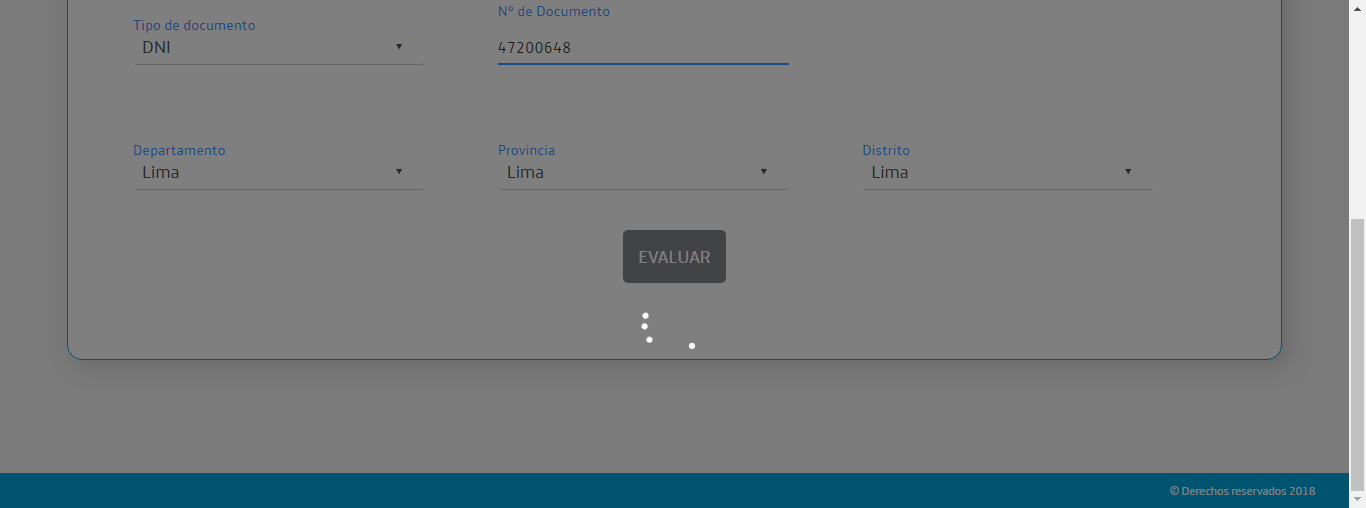 Tipo de documento
DNI
Nº de Documento
47200648
Departamento
Lima
Provincia
Lima
Distrito
Lima
EVALUAR
© Derechos reservados 2018